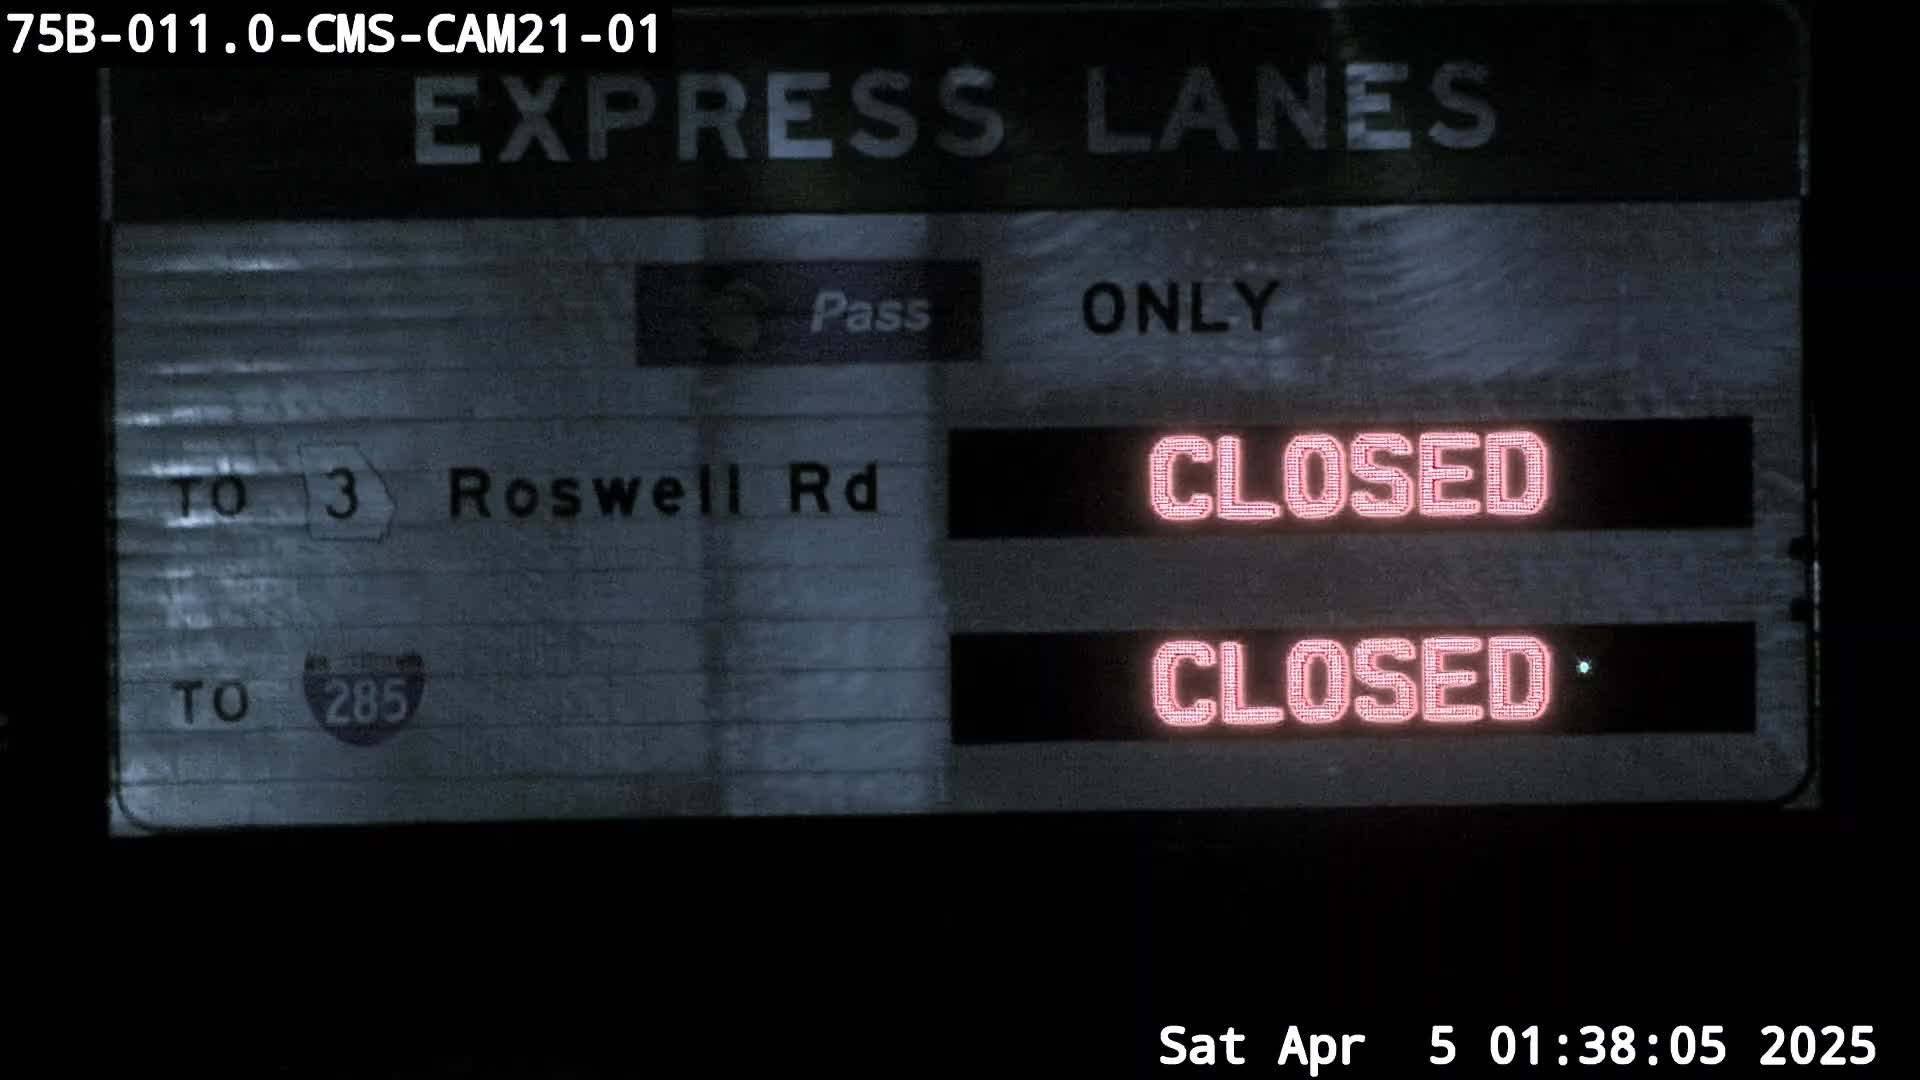 75B-011.0-CMS-CAM21-01
EXPRESS LANES
Pass ONLY
TO 3 Roswell Rd CLOSED
TO 285 CLOSED
Sat Apr 5 01:38:05 2025